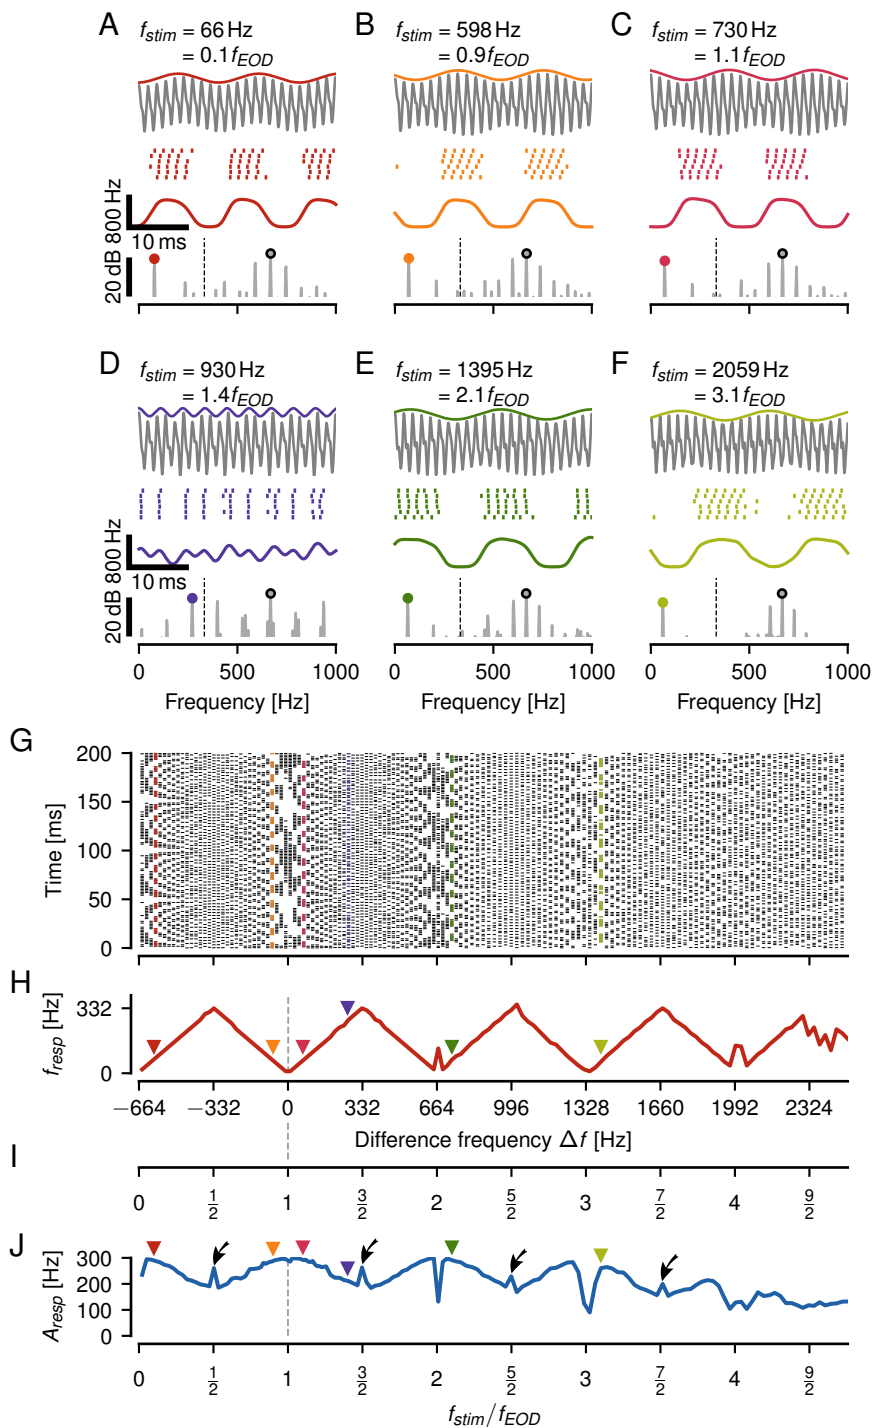 A
f_stim = 66 Hz
= 0.1f_EOD
B
f_stim = 598 Hz
= 0.9f_EOD
C
f_stim = 730 Hz
= 1.1f_EOD
800 Hz
10 ms
20 dB
0 500 1000
D
f_stim = 930 Hz
= 1.4f_EOD
E
f_stim = 1395 Hz
= 2.1f_EOD
F
f_stim = 2059 Hz
= 3.1f_EOD
800 Hz
10 ms
20 dB
0 500 1000
0 500 1000
0 500 1000
Frequency [Hz]
Frequency [Hz]
Frequency [Hz]
G
200
150
100
50
0
Time [ms]
H
332
0
f_resp [Hz]
−664 −332 0 332 664 996 1328 1660 1992 2324
Difference frequency Δf [Hz]
I
0 1/2 1 3/2 2 5/2 3 7/2 4 9/2
J
300
200
100
0
A_resp [Hz]
0 1/2 1 3/2 2 5/2 3 7/2 4 9/2
f_stim/f_EOD